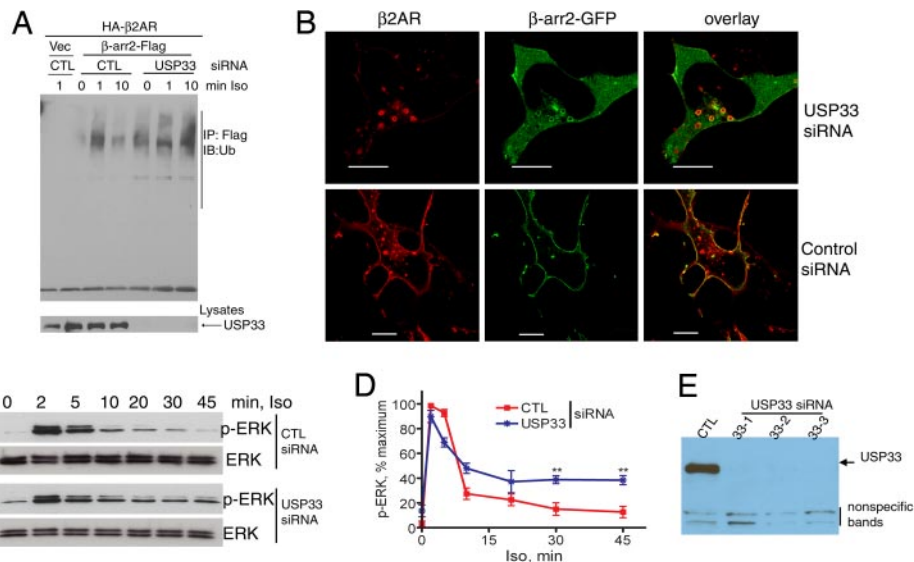 A
HA-β2AR
Vec β-arr2-Flag
CTL CTL USP33 siRNA
1 0 1 10 0 1 10 min Iso
IP: Flag
IB:Ub
Lysates
USP33
B
β2AR β-arr2-GFP overlay
USP33
siRNA
Control
siRNA
0 2 5 10 20 30 45 min, Iso
p-ERK
ERK
CTL
siRNA
p-ERK
ERK
USP33
siRNA
D
CTL
USP33
siRNA
p-ERK, % maximum
100
80
60
40
20
0
** **
0 15 30 45
Iso, min
E
CTL
USP33 siRNA
33-1 33-2 33-3
USP33
nonspecific
bands